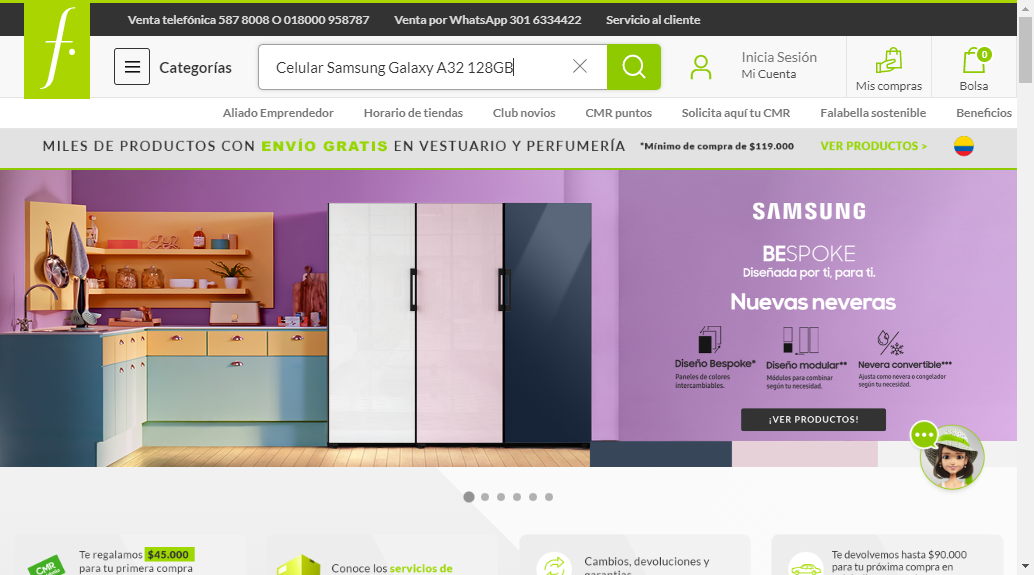 Venta telefónica 587 8008 O 018000 958787 Venta por WhatsApp 301 6334422 Servicio al cliente
f.
Categorías
Celular Samsung Galaxy A32 128GB
Inicia Sesión
Mi Cuenta
Mis compras
0
Bolsa
Aliado Emprendedor Horario de tiendas Club novios CMR puntos Solicita aquí tu CMR Falabella sostenible Beneficios
MILES DE PRODUCTOS CON ENVÍO GRATIS EN VESTUARIO Y PERFUMERÍA *Mínimo de compra de $119.000 VER PRODUCTOS >
SAMSUNG
BESPOKE
Diseñada por ti, para ti.
Nuevas neveras
Diseño Bespoke*
Paneles de colores
intercambiables.
Diseño modular**
Módulos para combinar
según tu necesidad.
Nevera convertible***
Ajusta como nevera o congelador
según tu necesidad.
¡VER PRODUCTOS!
CMR
Te regalamos $45.000
para tu primera compra
Conoce los servicios de
Cambios, devoluciones y
garantías
Te devolvemos hasta $90.000
para tu próxima compra en